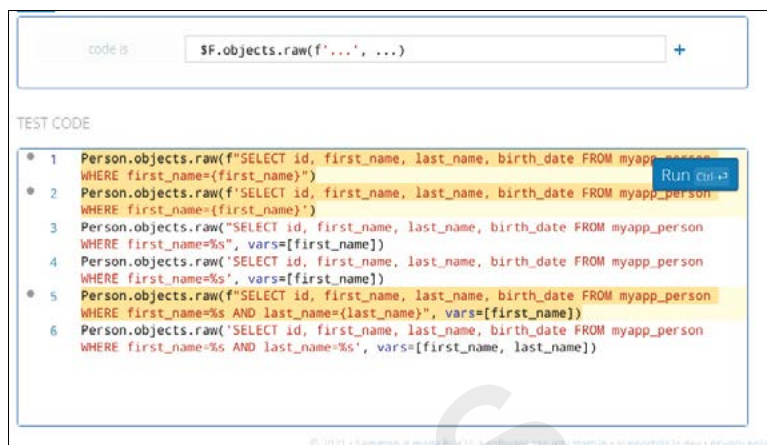 code is
$F.objects.raw(f'...', ...)
+
TEST CODE
1 Person.objects.raw(f"SELECT id, first_name, last_name, birth_date FROM myapp_person
WHERE first_name={first_name}")
Run Ctrl+⏎
2 Person.objects.raw(f'SELECT id, first_name, last_name, birth_date FROM myapp_person
WHERE first_name={first_name}')
3 Person.objects.raw("SELECT id, first_name, last_name, birth_date FROM myapp_person
WHERE first_name=%s", vars=[first_name])
4 Person.objects.raw('SELECT id, first_name, last_name, birth_date FROM myapp_person
WHERE first_name=%s', vars=[first_name])
5 Person.objects.raw(f"SELECT id, first_name, last_name, birth_date FROM myapp_person
WHERE first_name=%s AND last_name={last_name}", vars=[first_name])
6 Person.objects.raw('SELECT id, first_name, last_name, birth_date FROM myapp_person
WHERE first_name=%s AND last_name=%s', vars=[first_name, last_name])
© 2021